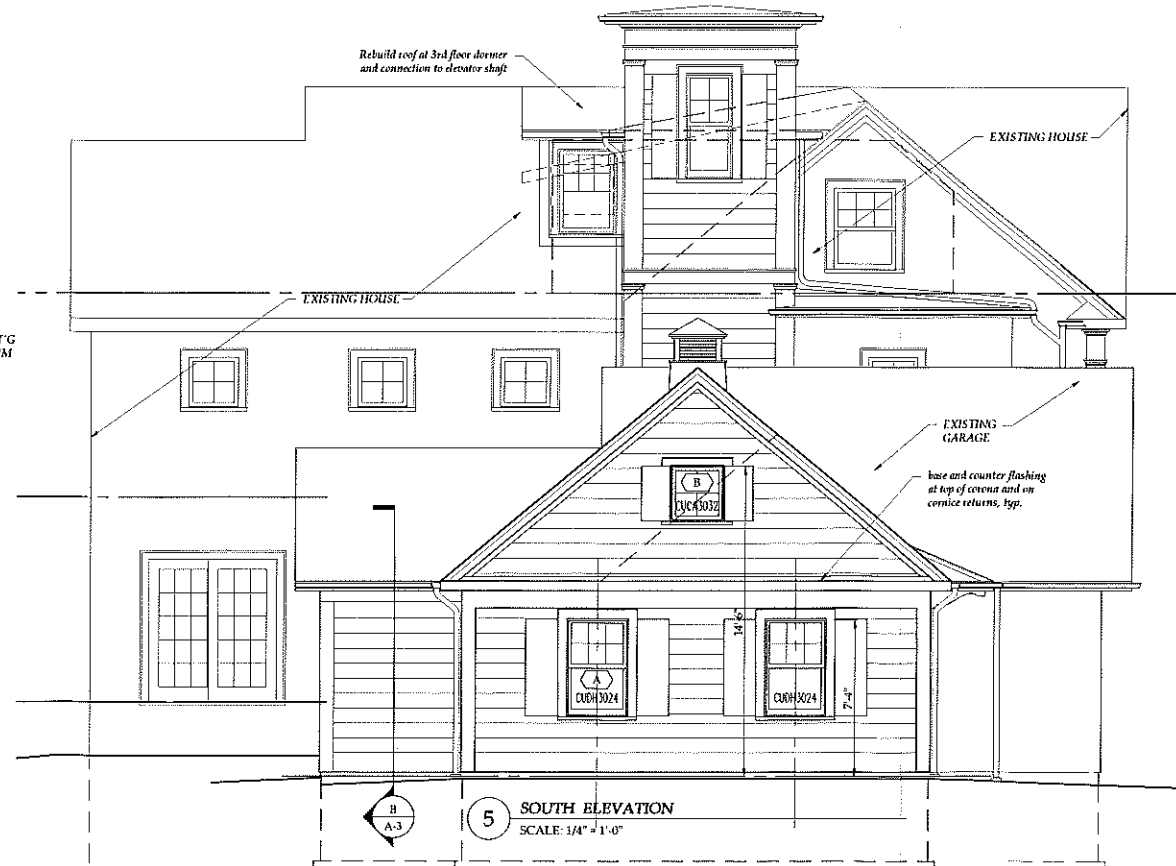 Rebuild roof at 3rd floor dormer
and connection to elevator shaft
EXISTING HOUSE
EXISTING HOUSE
T'G
M
EXISTING
GARAGE
base and counter flashing
at top of corona and on
cornice returns, typ.
B
CUCA3032
14'-6"
A
CUDH3024
CUDH3024
7'-4"
B
A-3
5 SOUTH ELEVATION
SCALE: 1/4" = 1'-0"